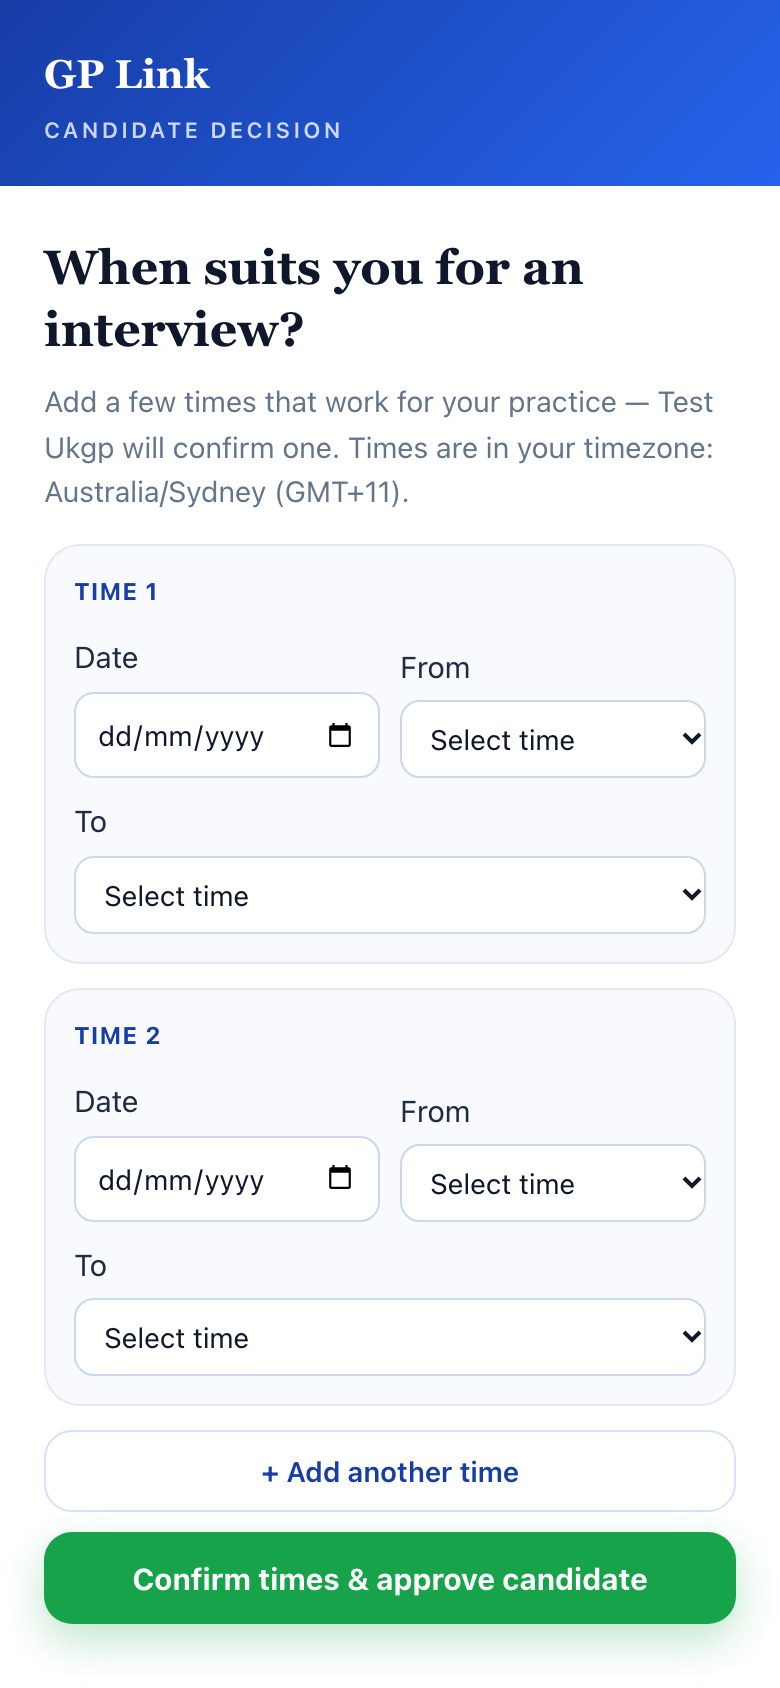 GP Link
CANDIDATE DECISION
When suits you for an
interview?
Add a few times that work for your practice — Test
Ukgp will confirm one. Times are in your timezone:
Australia/Sydney (GMT+11).
TIME 1
Date
From
dd/mm/yyyy
Select time
To
Select time
TIME 2
Date
From
dd/mm/yyyy
Select time
To
Select time
+ Add another time
Confirm times & approve candidate